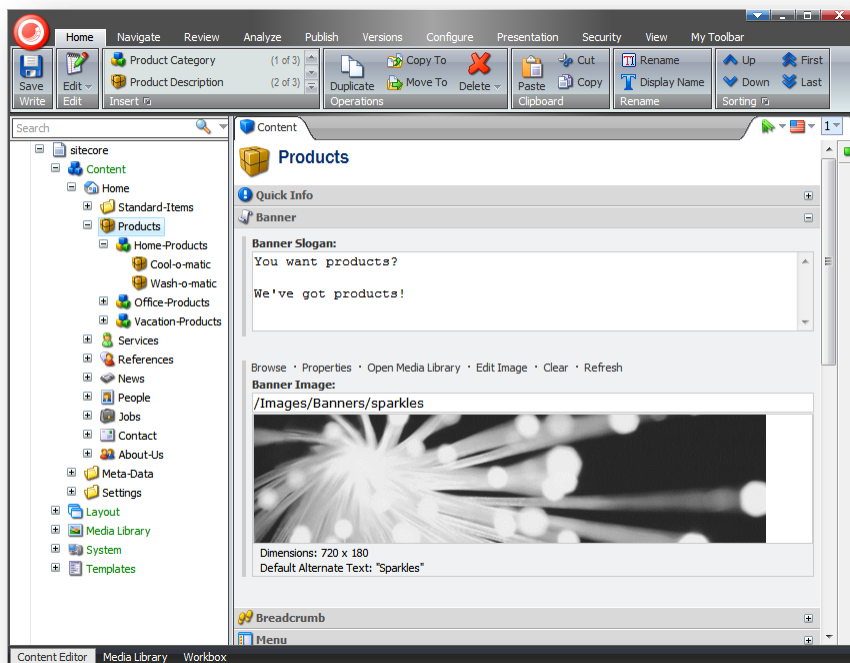 Home Navigate Review Analyze Publish Versions Configure Presentation Security View My Toolbar
Save
Write
Edit
Edit
Product Category (1 of 3)
Product Description (2 of 3)
Insert
Duplicate
Copy To
Move To
Delete
Operations
Paste
Cut
Copy
Clipboard
Rename
Display Name
Rename
Up
Down
First
Last
Sorting
Search
sitecore
Content
Home
Standard-Items
Products
Home-Products
Cool-o-matic
Wash-o-matic
Office-Products
Vacation-Products
Services
References
News
People
Jobs
Contact
About-Us
Meta-Data
Settings
Layout
Media Library
System
Templates
Content
1
Products
Quick Info
Banner
Banner Slogan:
You want products?
We've got products!
Browse · Properties · Open Media Library · Edit Image · Clear · Refresh
Banner Image:
/Images/Banners/sparkles
Dimensions: 720 x 180
Default Alternate Text: "Sparkles"
Breadcrumb
Menu
Content Editor Media Library Workbox